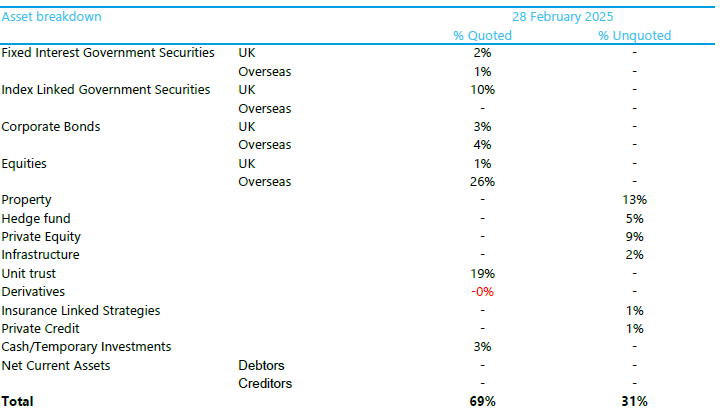 Asset breakdown 28 February 2025
% Quoted % Unquoted
Fixed Interest Government Securities UK 2% -
Overseas 1% -
Index Linked Government Securities UK 10% -
Overseas - -
Corporate Bonds UK 3% -
Overseas 4% -
Equities UK 1% -
Overseas 26% -
Property - 13%
Hedge fund - 5%
Private Equity - 9%
Infrastructure - 2%
Unit trust 19% -
Derivatives -0% -
Insurance Linked Strategies - 1%
Private Credit - 1%
Cash/Temporary Investments 3% -
Net Current Assets Debtors - -
Creditors - -
Total 69% 31%